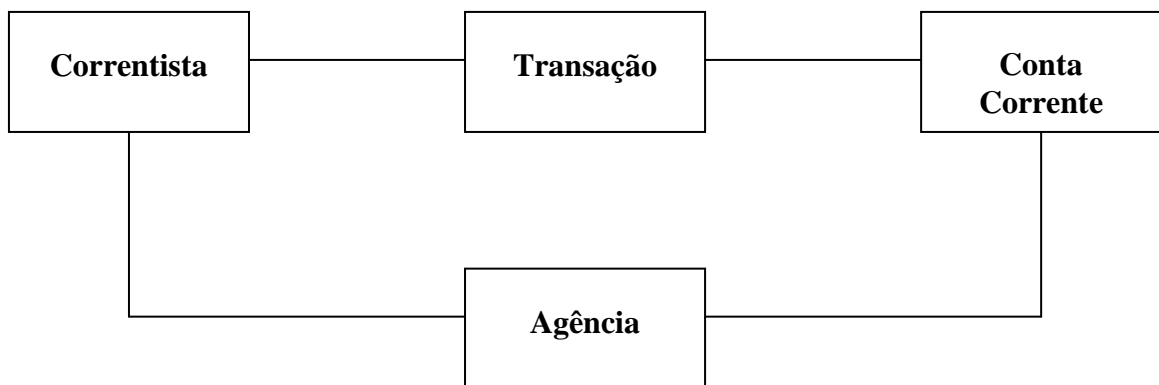 Correntista
Transação
Conta
Corrente
Agência